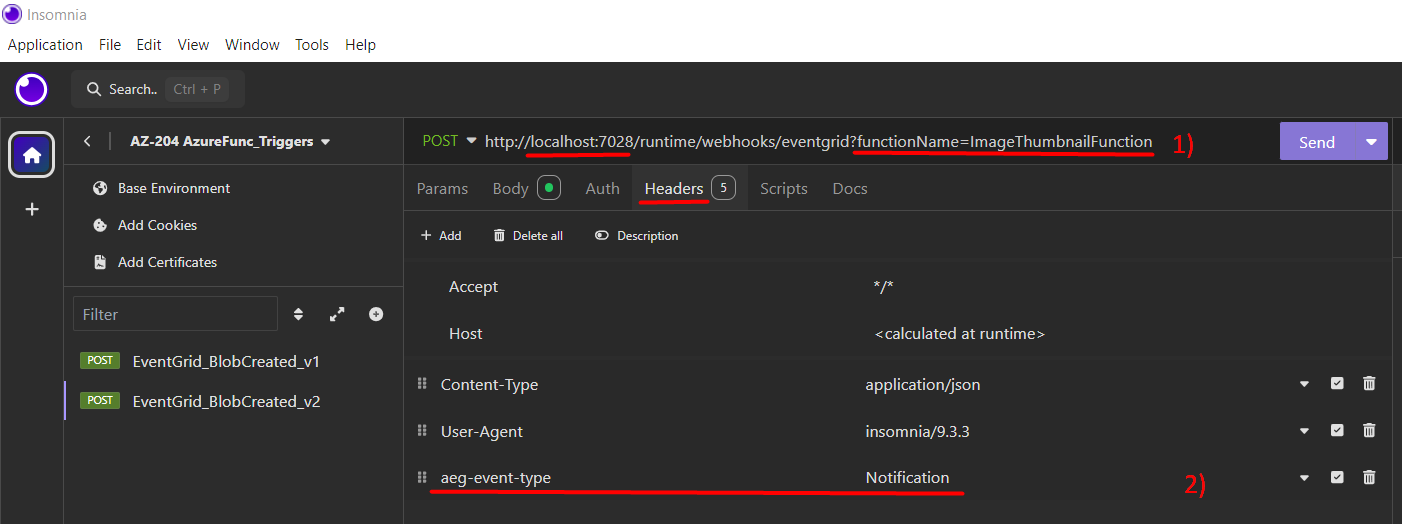 Insomnia
Application File Edit View Window Tools Help
Search.. Ctrl + P
AZ-204 AzureFunc_Triggers
POST http://localhost:7028/runtime/webhooks/eventgrid?functionName=ImageThumbnailFunction 1) Send
Base Environment
Add Cookies
Add Certificates
Filter
POST EventGrid_BlobCreated_v1
POST EventGrid_BlobCreated_v2
Params Body Auth Headers 5 Scripts Docs
+ Add Delete all Description
Accept */*
Host <calculated at runtime>
Content-Type application/json
User-Agent insomnia/9.3.3
aeg-event-type Notification 2)